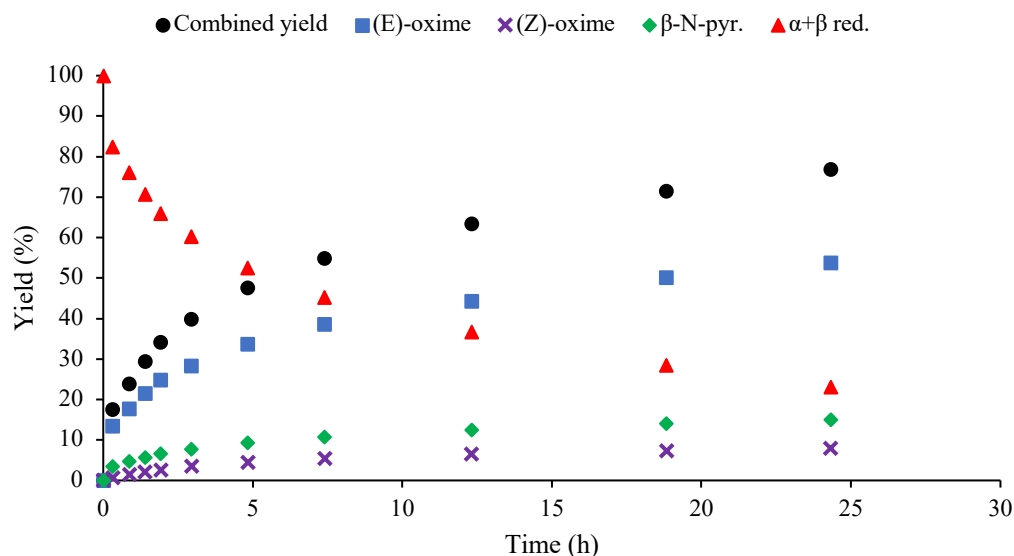 Combined yield (E)-oxime (Z)-oxime β-N-pyr. α+β red.
100
90
80
70
60
50
40
30
20
10
0
Yield (%)
0 5 10 15 20 25 30
Time (h)